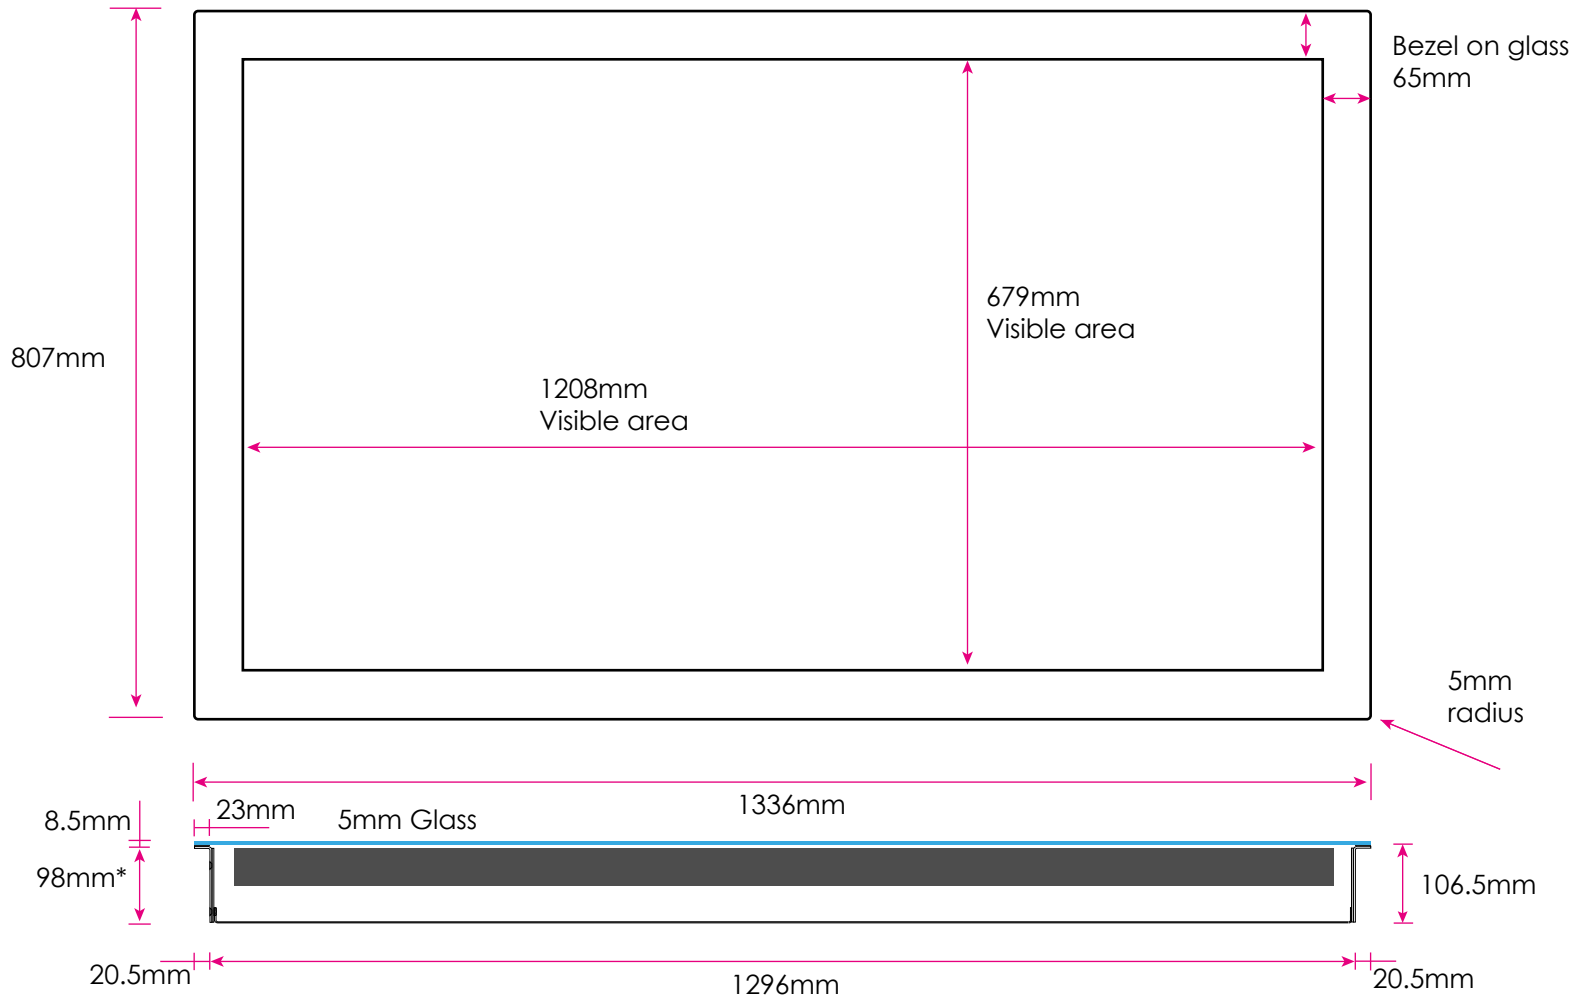 Bezel on glass
65mm
679mm
Visible area
807mm
1208mm
Visible area
5mm
radius
1336mm
23mm
5mm Glass
8.5mm
98mm*
106.5mm
20.5mm
1296mm
20.5mm